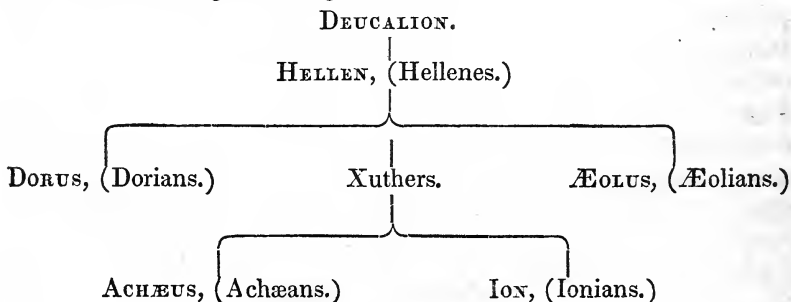 DEUCALION.
HELLEN, (Hellenes.)
DORUS, (Dorians.) Xuthers. ÆOLUS, (Æolians.)
ACHÆUS, (Achæans.) ION, (Ionians.)